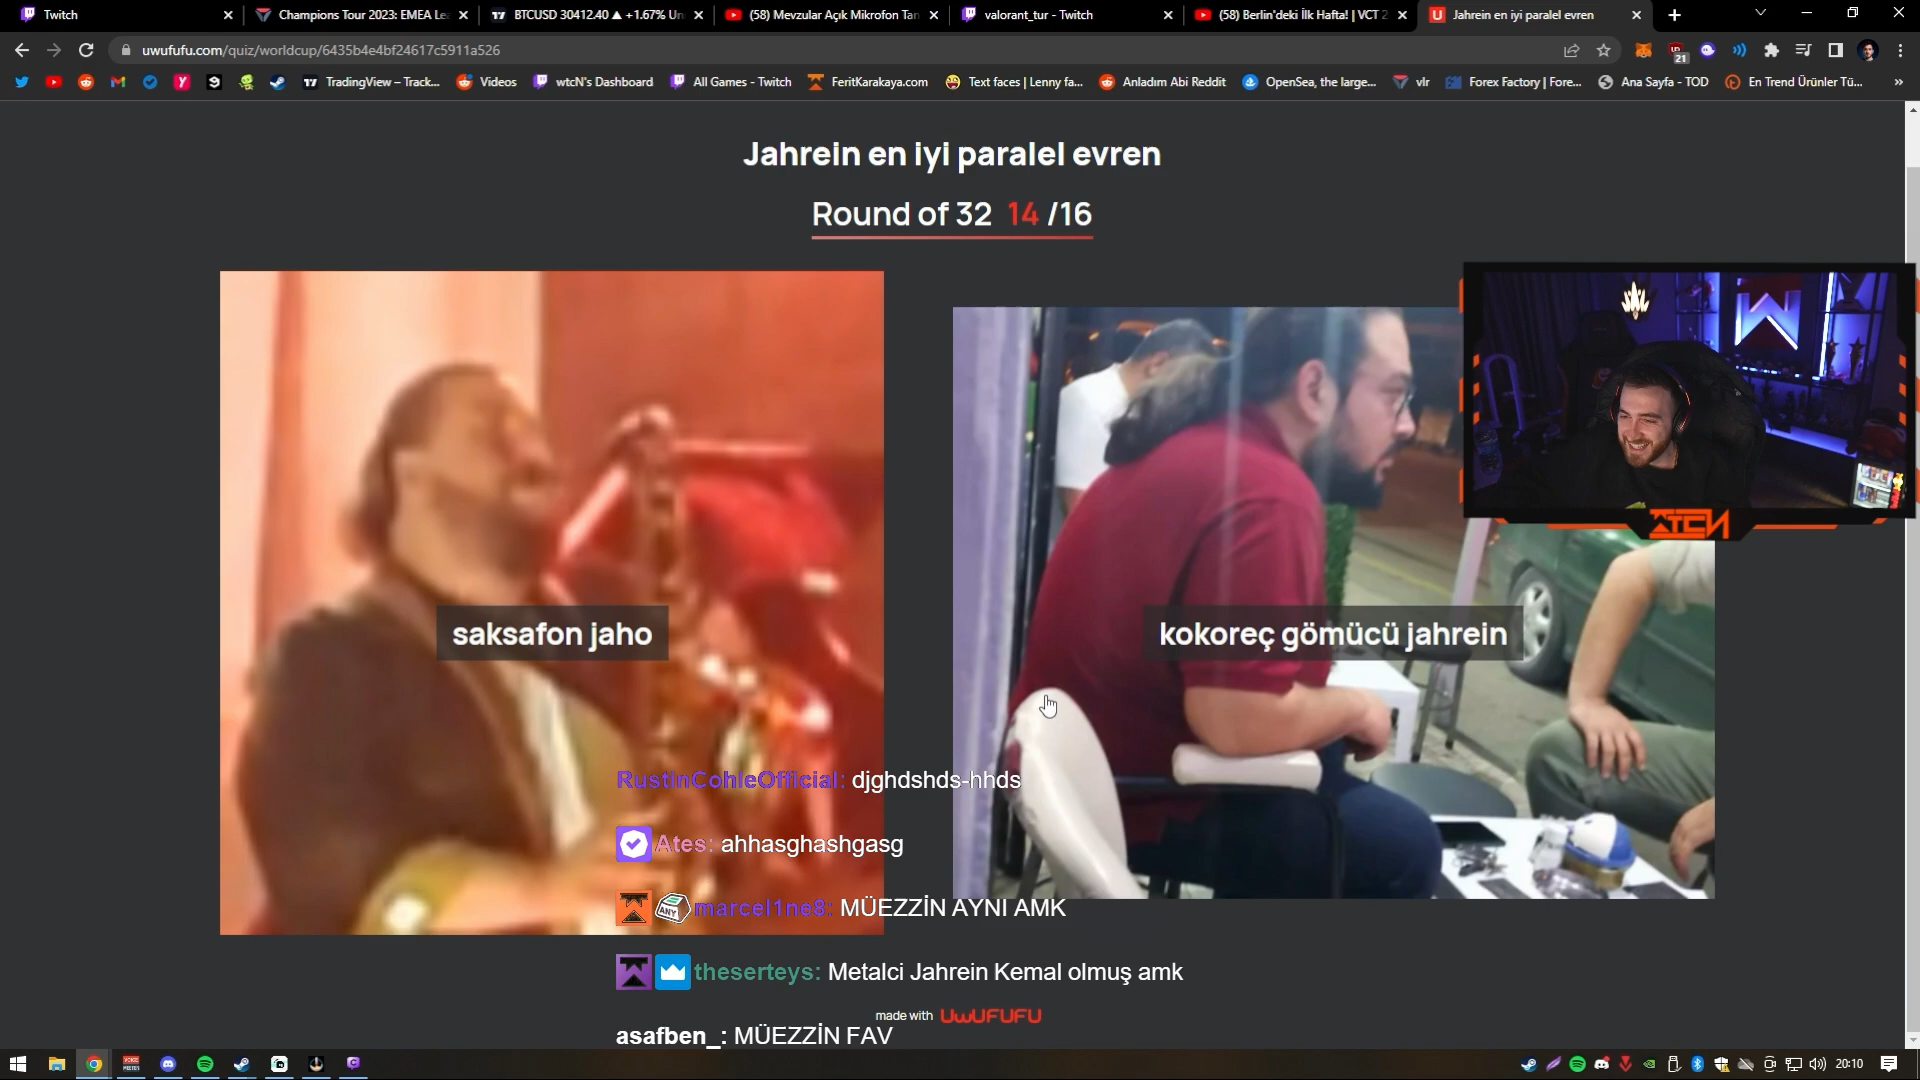 Twitch
Champions Tour 2023: EMEA Le
BTCUSD 30412.40 ▲ +1.67% Un
(58) Mevzular Açık Mikrofon Tan
valorant_tur - Twitch
(58) Berlin'deki İlk Hafta! | VCT 2
Jahrein en iyi paralel evren
uwufufu.com/quiz/worldcup/6435b4e4bf24617c5911a526
21
TradingView – Track...
Videos
wtcN's Dashboard
All Games - Twitch
FeritKarakaya.com
Text faces | Lenny fa...
Anladım Abi Reddit
OpenSea, the large...
vlr
Forex Factory | Fore...
Ana Sayfa - TOD
En Trend Ürünler Tü...
Jahrein en iyi paralel evren
Round of 32 14 /16
WTCN
saksafon jaho
kokoreç gömücü jahrein
RustInCohleOfficial: djghdshds-hhds
Ates: ahhasghashgasg
ANY marcel1ne8: MÜEZZİN AYNI AMK
theserteys: Metalci Jahrein Kemal olmuş amk
made with UwUFUFU
asafben_: MÜEZZİN FAV
20:10